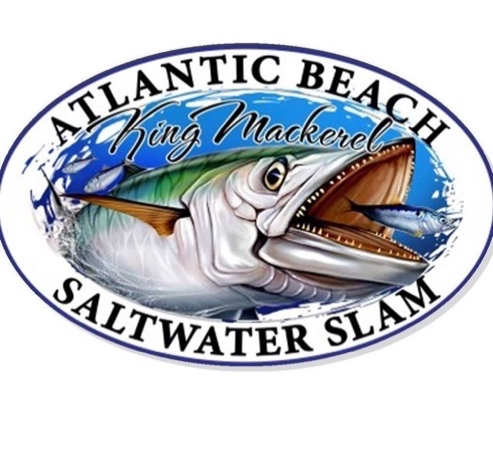 ATLANTIC BEACH
King Mackerel
SALTWATER SLAM